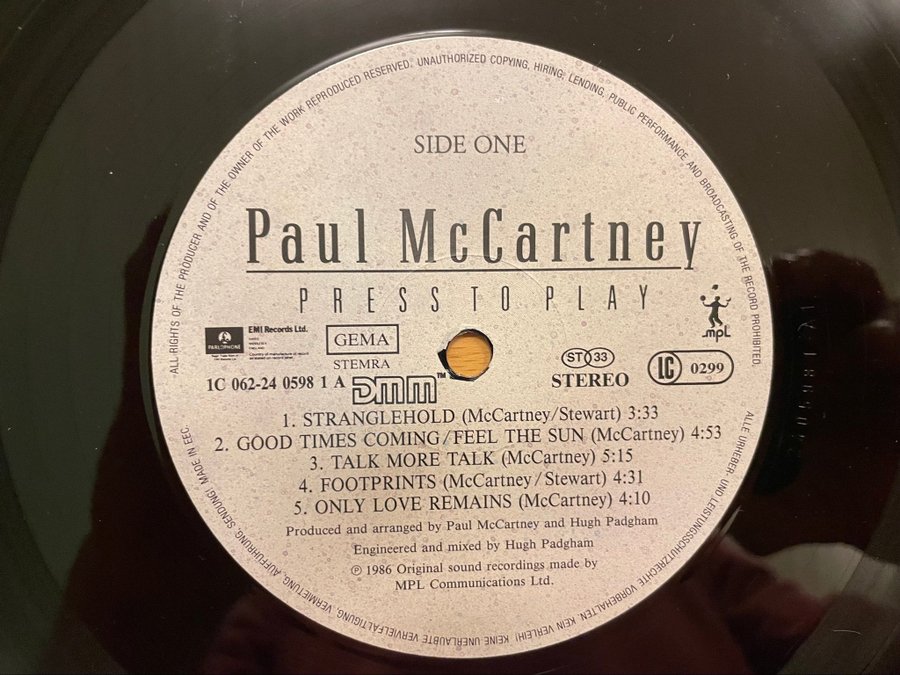 ALL RIGHTS OF THE PRODUCER AND OF THE OWNER OF THE WORK REPRODUCED RESERVED. UNAUTHORIZED COPYING, HIRING, LENDING, PUBLIC PERFORMANCE AND BROADCASTING OF THE RECORD PROHIBITED.
SIDE ONE
Paul McCartney
PRESS TO PLAY
mpL
PARLOPHONE
EMI Records Ltd.
GEMA
STEMRA
ST 33
STEREO
LC 0299
1C 062-24 0598 1 A
DMM™
1. STRANGLEHOLD (McCartney/Stewart) 3:33
2. GOOD TIMES COMING/FEEL THE SUN (McCartney) 4:53
3. TALK MORE TALK (McCartney) 5:15
4. FOOTPRINTS (McCartney/Stewart) 4:31
5. ONLY LOVE REMAINS (McCartney) 4:10
Produced and arranged by Paul McCartney and Hugh Padgham
Engineered and mixed by Hugh Padgham
℗ 1986 Original sound recordings made by
MPL Communications Ltd.
ALLE URHEBER- UND LEISTUNGSSCHUTZRECHTE VORBEHALTEN. KEIN VERLEIH! KEINE UNERLAUBTE VERVIELFÄLTIGUNG, VERMIETUNG, AUFFÜHRUNG, SENDUNG! MADE IN EEC.